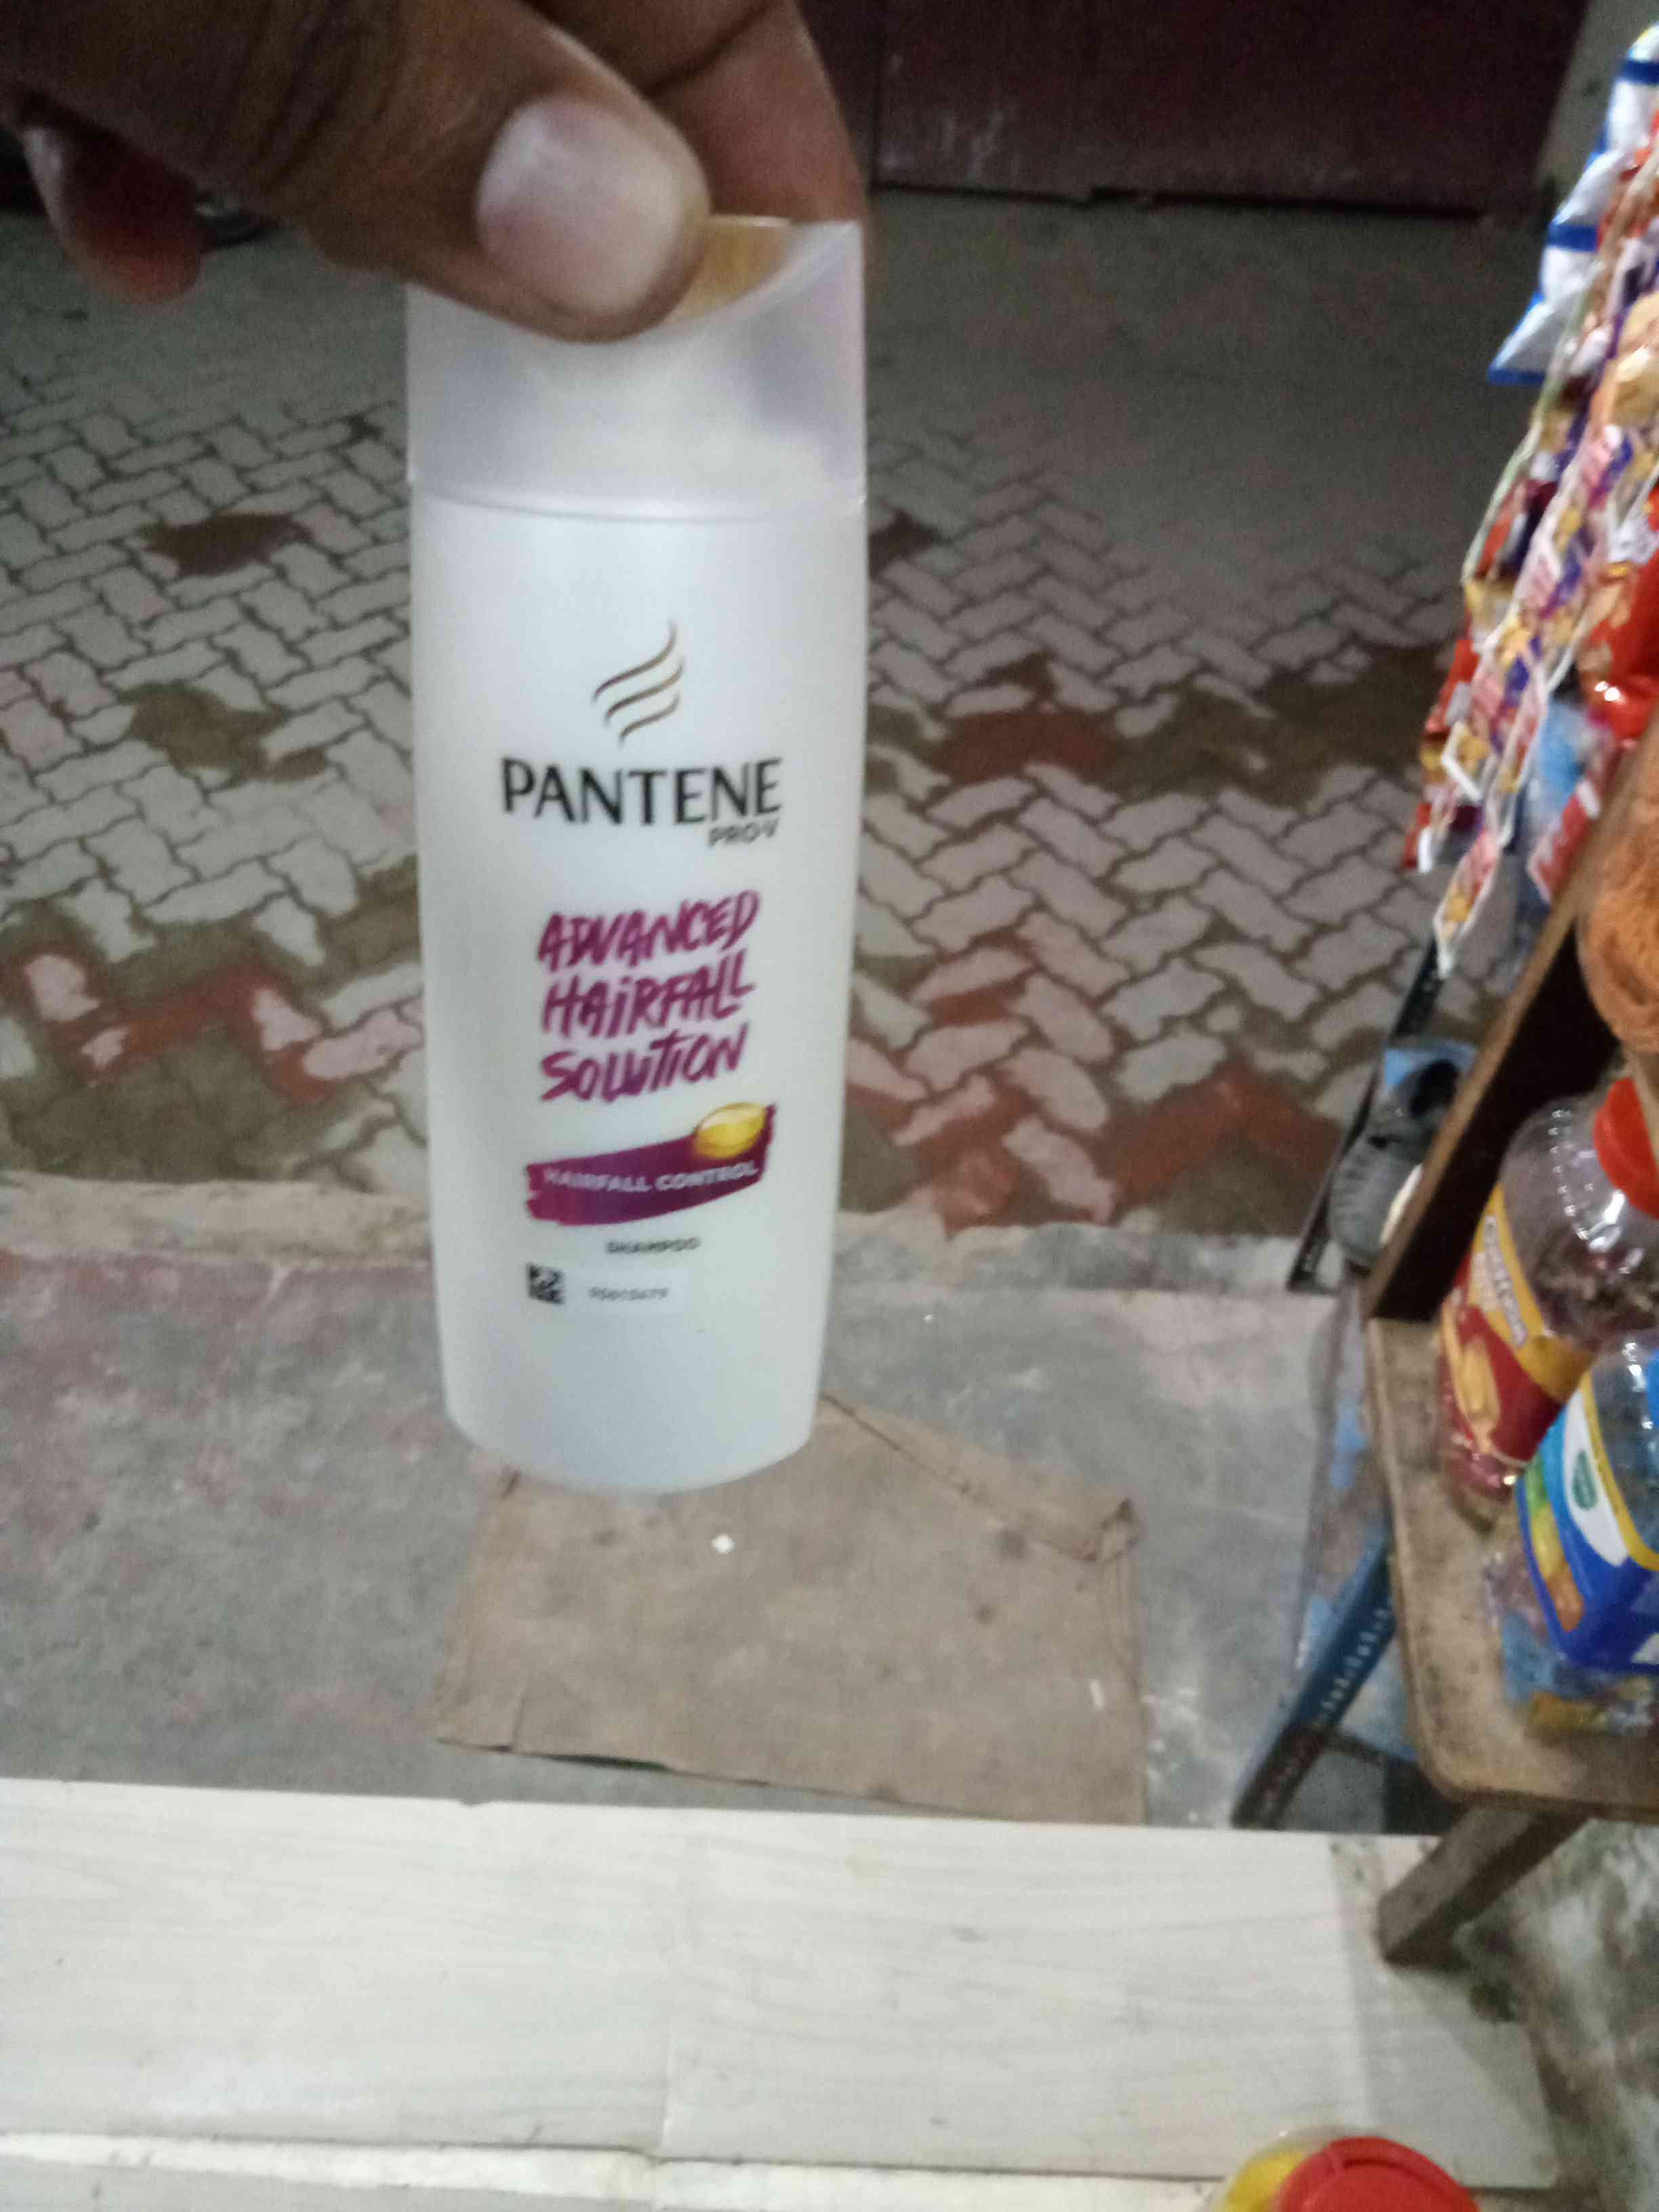 PANTENE
PRO-V
ADVANCED
HAIRFALL
SOLUTION
HAIRFALL CONTROL
SHAMPOO